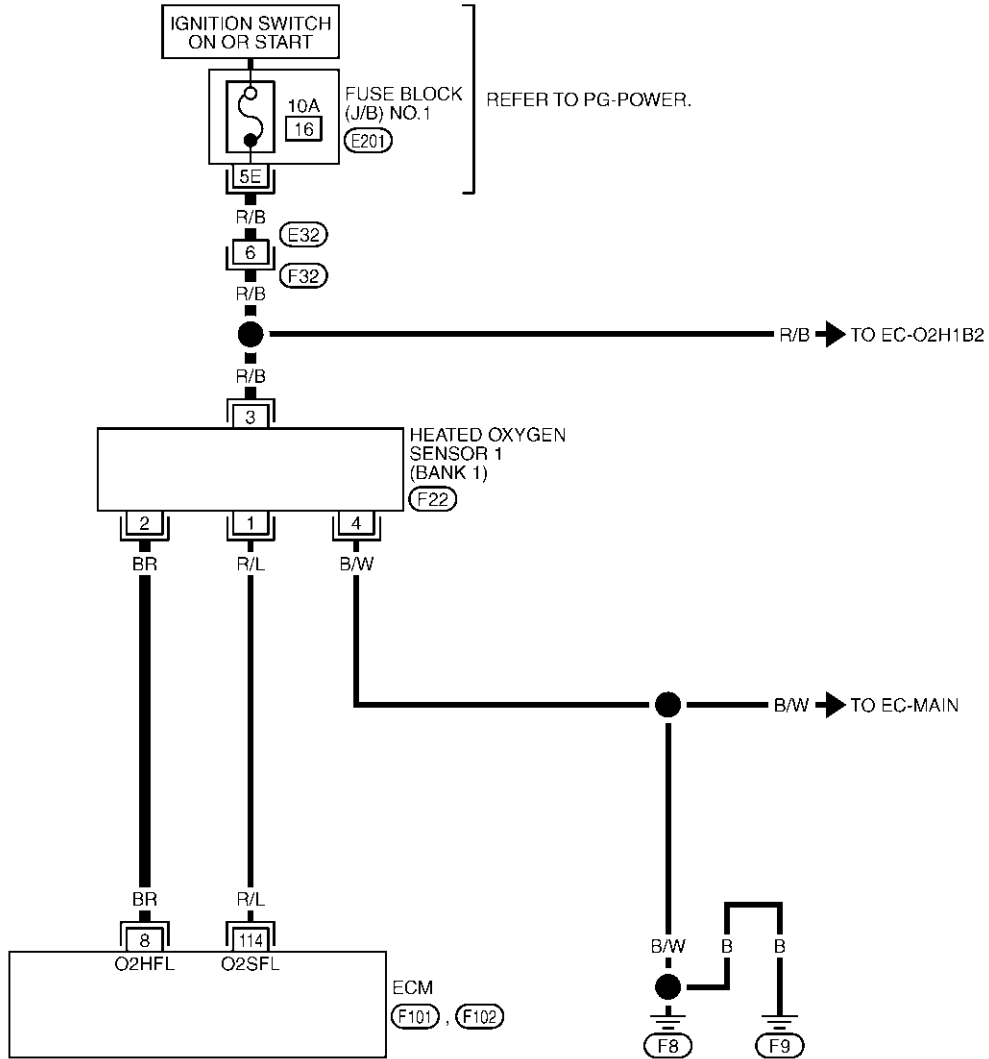 IGNITION SWITCH
ON OR START
10A
16
FUSE BLOCK
(J/B) NO.1
E201
REFER TO PG-POWER.
5E
R/B
E32
6
F32
R/B
R/B TO EC-O2H1B2
R/B
3
HEATED OXYGEN
SENSOR 1
(BANK 1)
F22
2 1 4
BR R/L B/W
B/W TO EC-MAIN
BR R/L
8 114
O2HFL O2SFL
B/W B B
ECM
F101 , F102
F8 F9